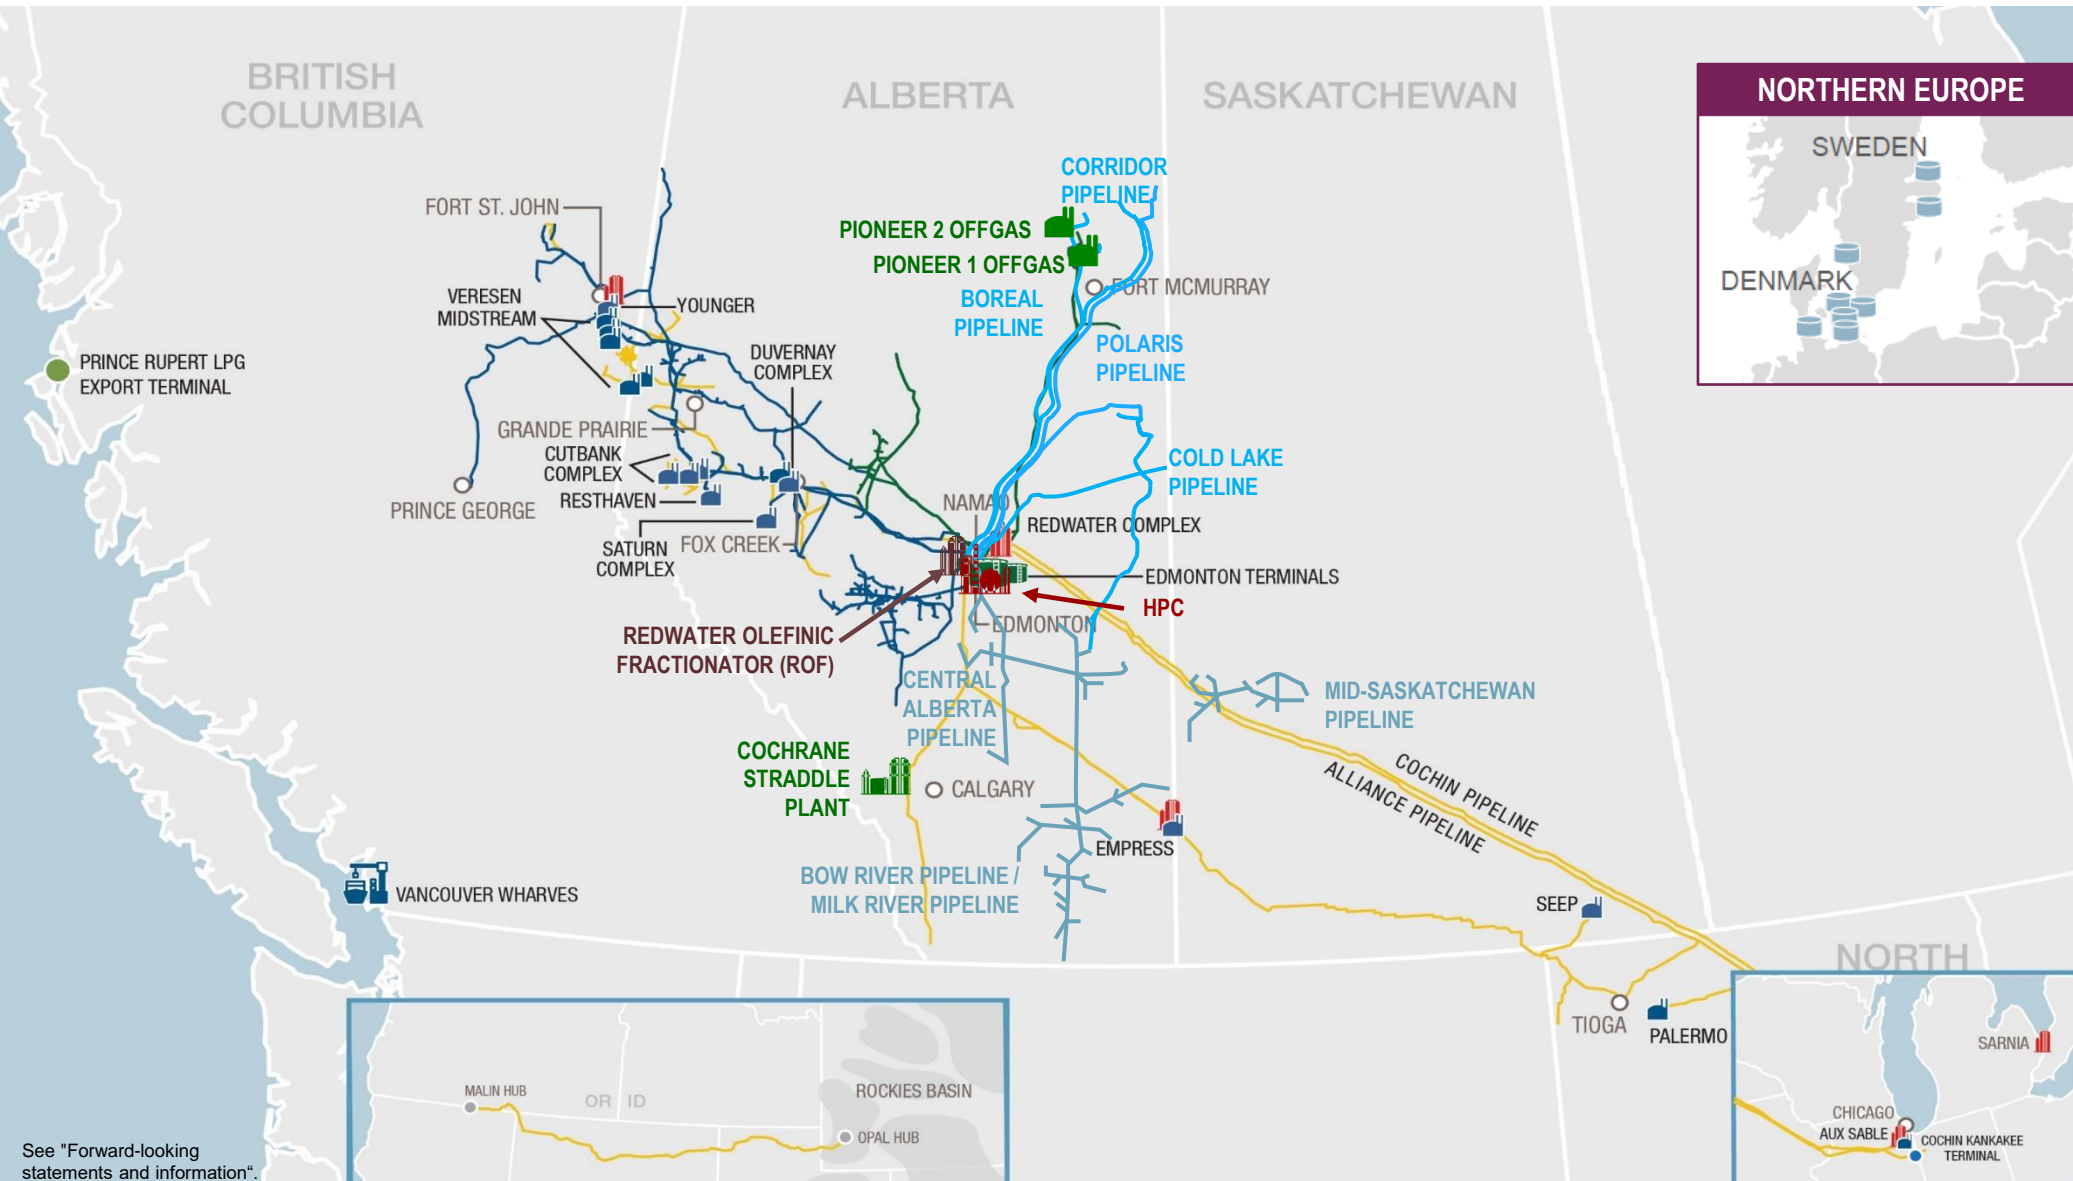 BRITISH
COLUMBIA
ALBERTA
SASKATCHEWAN
NORTHERN EUROPE
SWEDEN
DENMARK
CORRIDOR
PIPELINE
FORT ST. JOHN
PIONEER 2 OFFGAS
PIONEER 1 OFFGAS
FORT MCMURRAY
BOREAL
PIPELINE
VERESEN
MIDSTREAM
YOUNGER
POLARIS
PIPELINE
DUVERNAY
COMPLEX
PRINCE RUPERT LPG
EXPORT TERMINAL
GRANDE PRAIRIE
CUTBANK
COMPLEX
RESTHAVEN
COLD LAKE
PIPELINE
PRINCE GEORGE
NAMAO
REDWATER COMPLEX
SATURN
COMPLEX
FOX CREEK
EDMONTON TERMINALS
HPC
EDMONTON
REDWATER OLEFINIC
FRACTIONATOR (ROF)
CENTRAL
ALBERTA
PIPELINE
MID-SASKATCHEWAN
PIPELINE
COCHRANE
STRADDLE
PLANT
CALGARY
COCHIN PIPELINE
ALLIANCE PIPELINE
EMPRESS
BOW RIVER PIPELINE /
MILK RIVER PIPELINE
VANCOUVER WHARVES
SEEP
NORTH
TIOGA
PALERMO
SARNIA
MALIN HUB
OR
ID
ROCKIES BASIN
OPAL HUB
CHICAGO
AUX SABLE
COCHIN KANKAKEE
TERMINAL
See "Forward-looking
statements and information“.